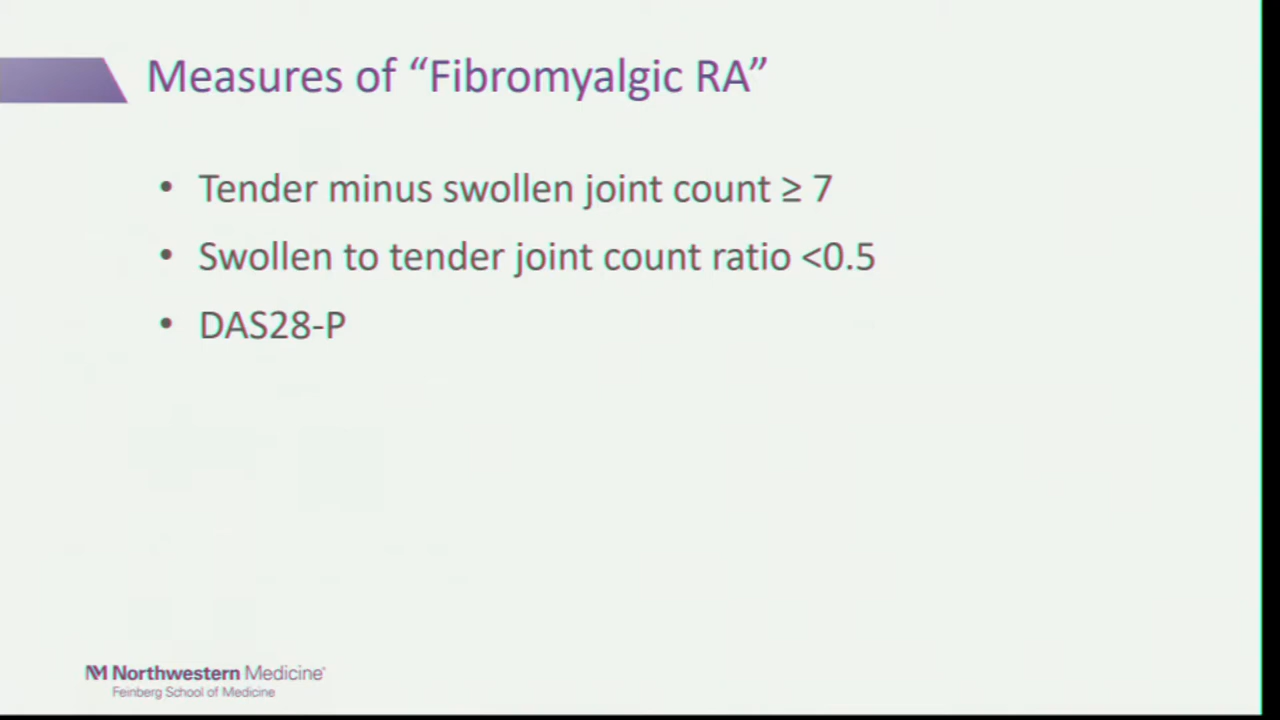 Measures of “Fibromyalgic RA”
• Tender minus swollen joint count ≥ 7
• Swollen to tender joint count ratio <0.5
• DAS28-P
NM Northwestern Medicine®
Feinberg School of Medicine